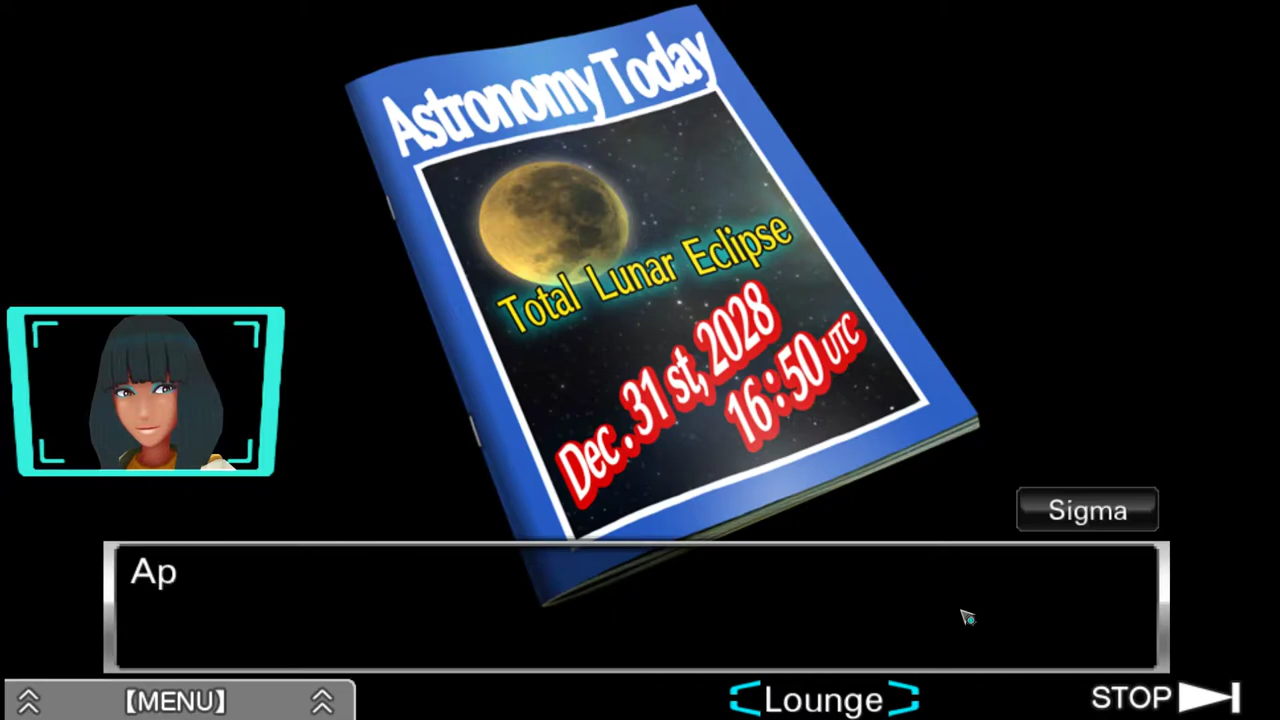 Astronomy Today
Total Lunar Eclipse
Dec. 31 st, 2028
16:50 UTC
Sigma
Ap
【MENU】
Lounge
STOP